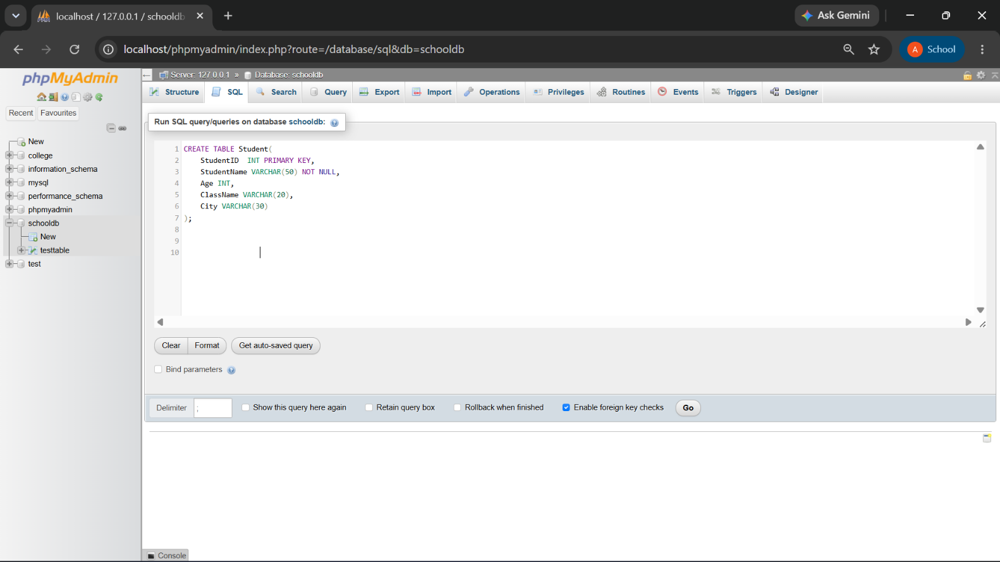 localhost / 127.0.0.1 / schooldb
Ask Gemini
localhost/phpmyadmin/index.php?route=/database/sql&db=schooldb
A School
phpMyAdmin
Recent Favourites
New
college
information_schema
mysql
performance_schema
phpmyadmin
schooldb
New
testtable
test
Server: 127.0.0.1 » Database: schooldb
Structure SQL Search Query Export Import Operations Privileges Routines Events Triggers Designer
Run SQL query/queries on database schooldb:
1 CREATE TABLE Student(
2 StudentID  INT PRIMARY KEY,
3 StudentName VARCHAR(50) NOT NULL,
4 Age INT,
5 ClassName VARCHAR(20),
6 City VARCHAR(30)
7 );
8
9
10
Clear Format Get auto-saved query
Bind parameters
Delimiter ; Show this query here again Retain query box Rollback when finished Enable foreign key checks Go
Console